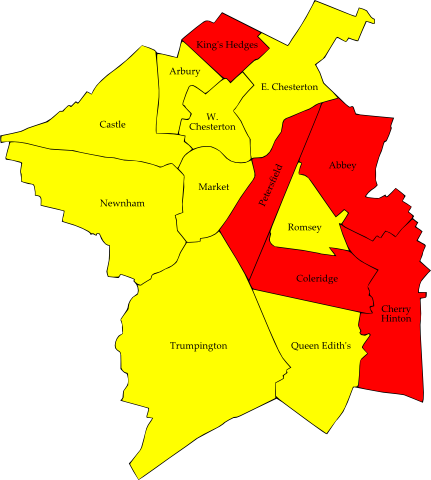 King's Hedges
Arbury
E. Chesterton
W.
Chesterton
Castle
Abbey
Petersfield
Market
Newnham
Romsey
Coleridge
Cherry
Hinton
Trumpington
Queen Edith's